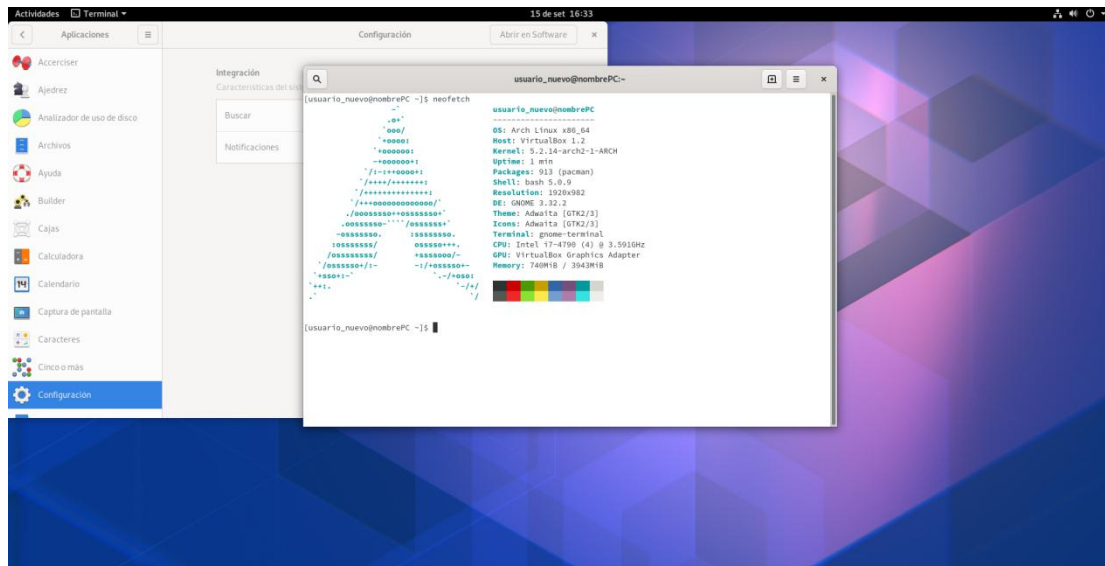 Actividades Terminal 15 de set 16:33
Aplicaciones Configuración Abrir en Software
Accerciser
Ajedrez
Analizador de uso de disco
Archivos
Ayuda
Builder
Cajas
Calculadora
Calendario
Captura de pantalla
Caracteres
Cinco o más
Configuración
Integración
Características del sis
Buscar
Notificaciones
usuario_nuevo@nombrePC:~
[usuario_nuevo@nombrePC ~]$ neofetch
usuario_nuevo@nombrePC
----------------------
OS: Arch Linux x86_64
Host: VirtualBox 1.2
Kernel: 5.2.14-arch2-1-ARCH
Uptime: 1 min
Packages: 913 (pacman)
Shell: bash 5.0.9
Resolution: 1920x982
DE: GNOME 3.32.2
Theme: Adwaita [GTK2/3]
Icons: Adwaita [GTK2/3]
Terminal: gnome-terminal
CPU: Intel i7-4790 (4) @ 3.591GHz
GPU: VirtualBox Graphics Adapter
Memory: 740MiB / 3943MiB
[usuario_nuevo@nombrePC ~]$